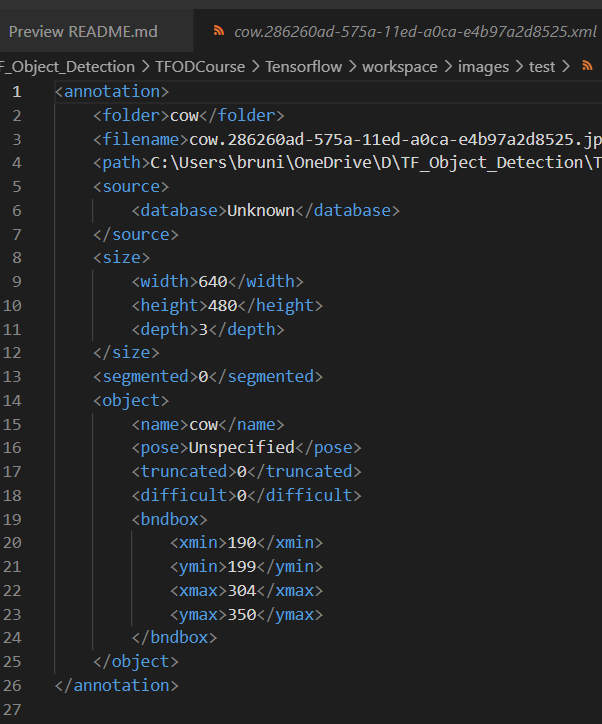 Preview README.md
cow.286260ad-575a-11ed-a0ca-e4b97a2d8525.xml
F_Object_Detection > TFODCourse > Tensorflow > workspace > images > test >
1 <annotation>
2 <folder>cow</folder>
3 <filename>cow.286260ad-575a-11ed-a0ca-e4b97a2d8525.jp
4 <path>C:\Users\bruni\OneDrive\D\TF_Object_Detection\T
5 <source>
6 <database>Unknown</database>
7 </source>
8 <size>
9 <width>640</width>
10 <height>480</height>
11 <depth>3</depth>
12 </size>
13 <segmented>0</segmented>
14 <object>
15 <name>cow</name>
16 <pose>Unspecified</pose>
17 <truncated>0</truncated>
18 <difficult>0</difficult>
19 <bndbox>
20 <xmin>190</xmin>
21 <ymin>199</ymin>
22 <xmax>304</xmax>
23 <ymax>350</ymax>
24 </bndbox>
25 </object>
26 </annotation>
27